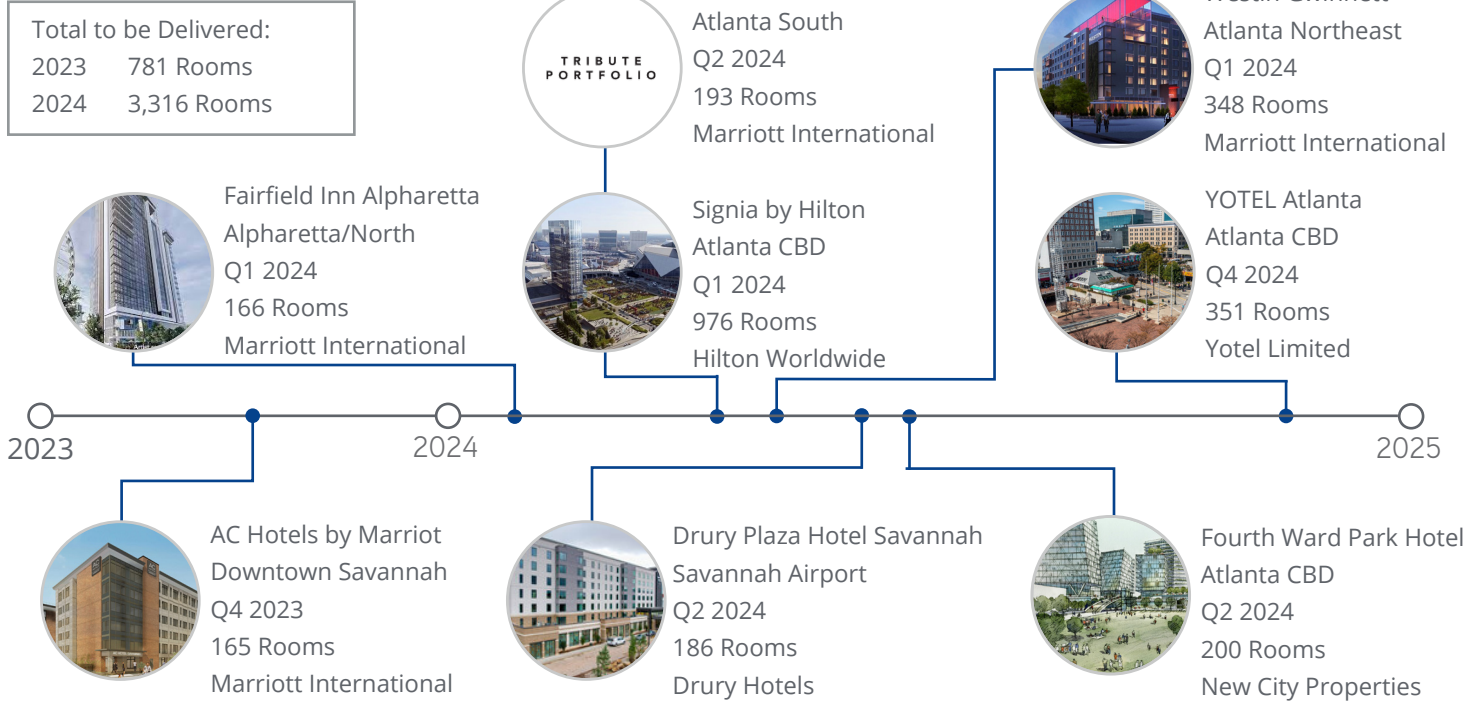 Total to be Delivered:
2023 781 Rooms
2024 3,316 Rooms
TRIBUTE
PORTFOLIO
Atlanta South
Q2 2024
193 Rooms
Marriott International
Atlanta Northeast
Q1 2024
348 Rooms
Marriott International
Fairfield Inn Alpharetta
Alpharetta/North
Q1 2024
166 Rooms
Marriott International
Signia by Hilton
Atlanta CBD
Q1 2024
976 Rooms
Hilton Worldwide
YOTEL Atlanta
Atlanta CBD
Q4 2024
351 Rooms
Yotel Limited
2023
2024
2025
AC Hotels by Marriot
Downtown Savannah
Q4 2023
165 Rooms
Marriott International
Drury Plaza Hotel Savannah
Savannah Airport
Q2 2024
186 Rooms
Drury Hotels
Fourth Ward Park Hotel
Atlanta CBD
Q2 2024
200 Rooms
New City Properties